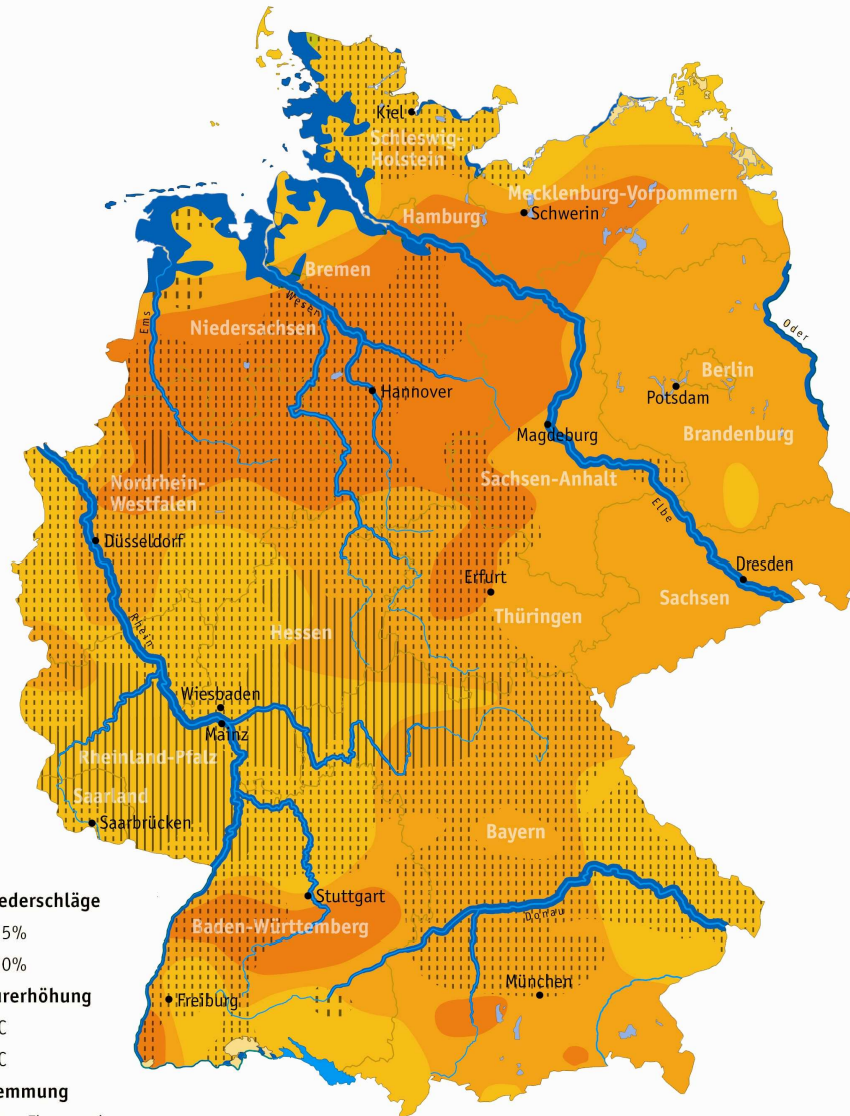 Kiel
Schleswig-
Holstein
Mecklenburg-Vorpommern
Hamburg
Schwerin
Bremen
Weser
Ems
Niedersachsen
Oder
Berlin
Potsdam
Hannover
Magdeburg
Brandenburg
Nordrhein-
Westfalen
Sachsen-Anhalt
Elbe
Düsseldorf
Dresden
Erfurt
Sachsen
Thüringen
Rhein
Hessen
Wiesbaden
Mainz
Rheinland-Pfalz
Saarland
Saarbrücken
Bayern
Stuttgart
Donau
Baden-Württemberg
München
Freiburg
ederschläge
5%
0%
urerhöhung
C
C
emmung